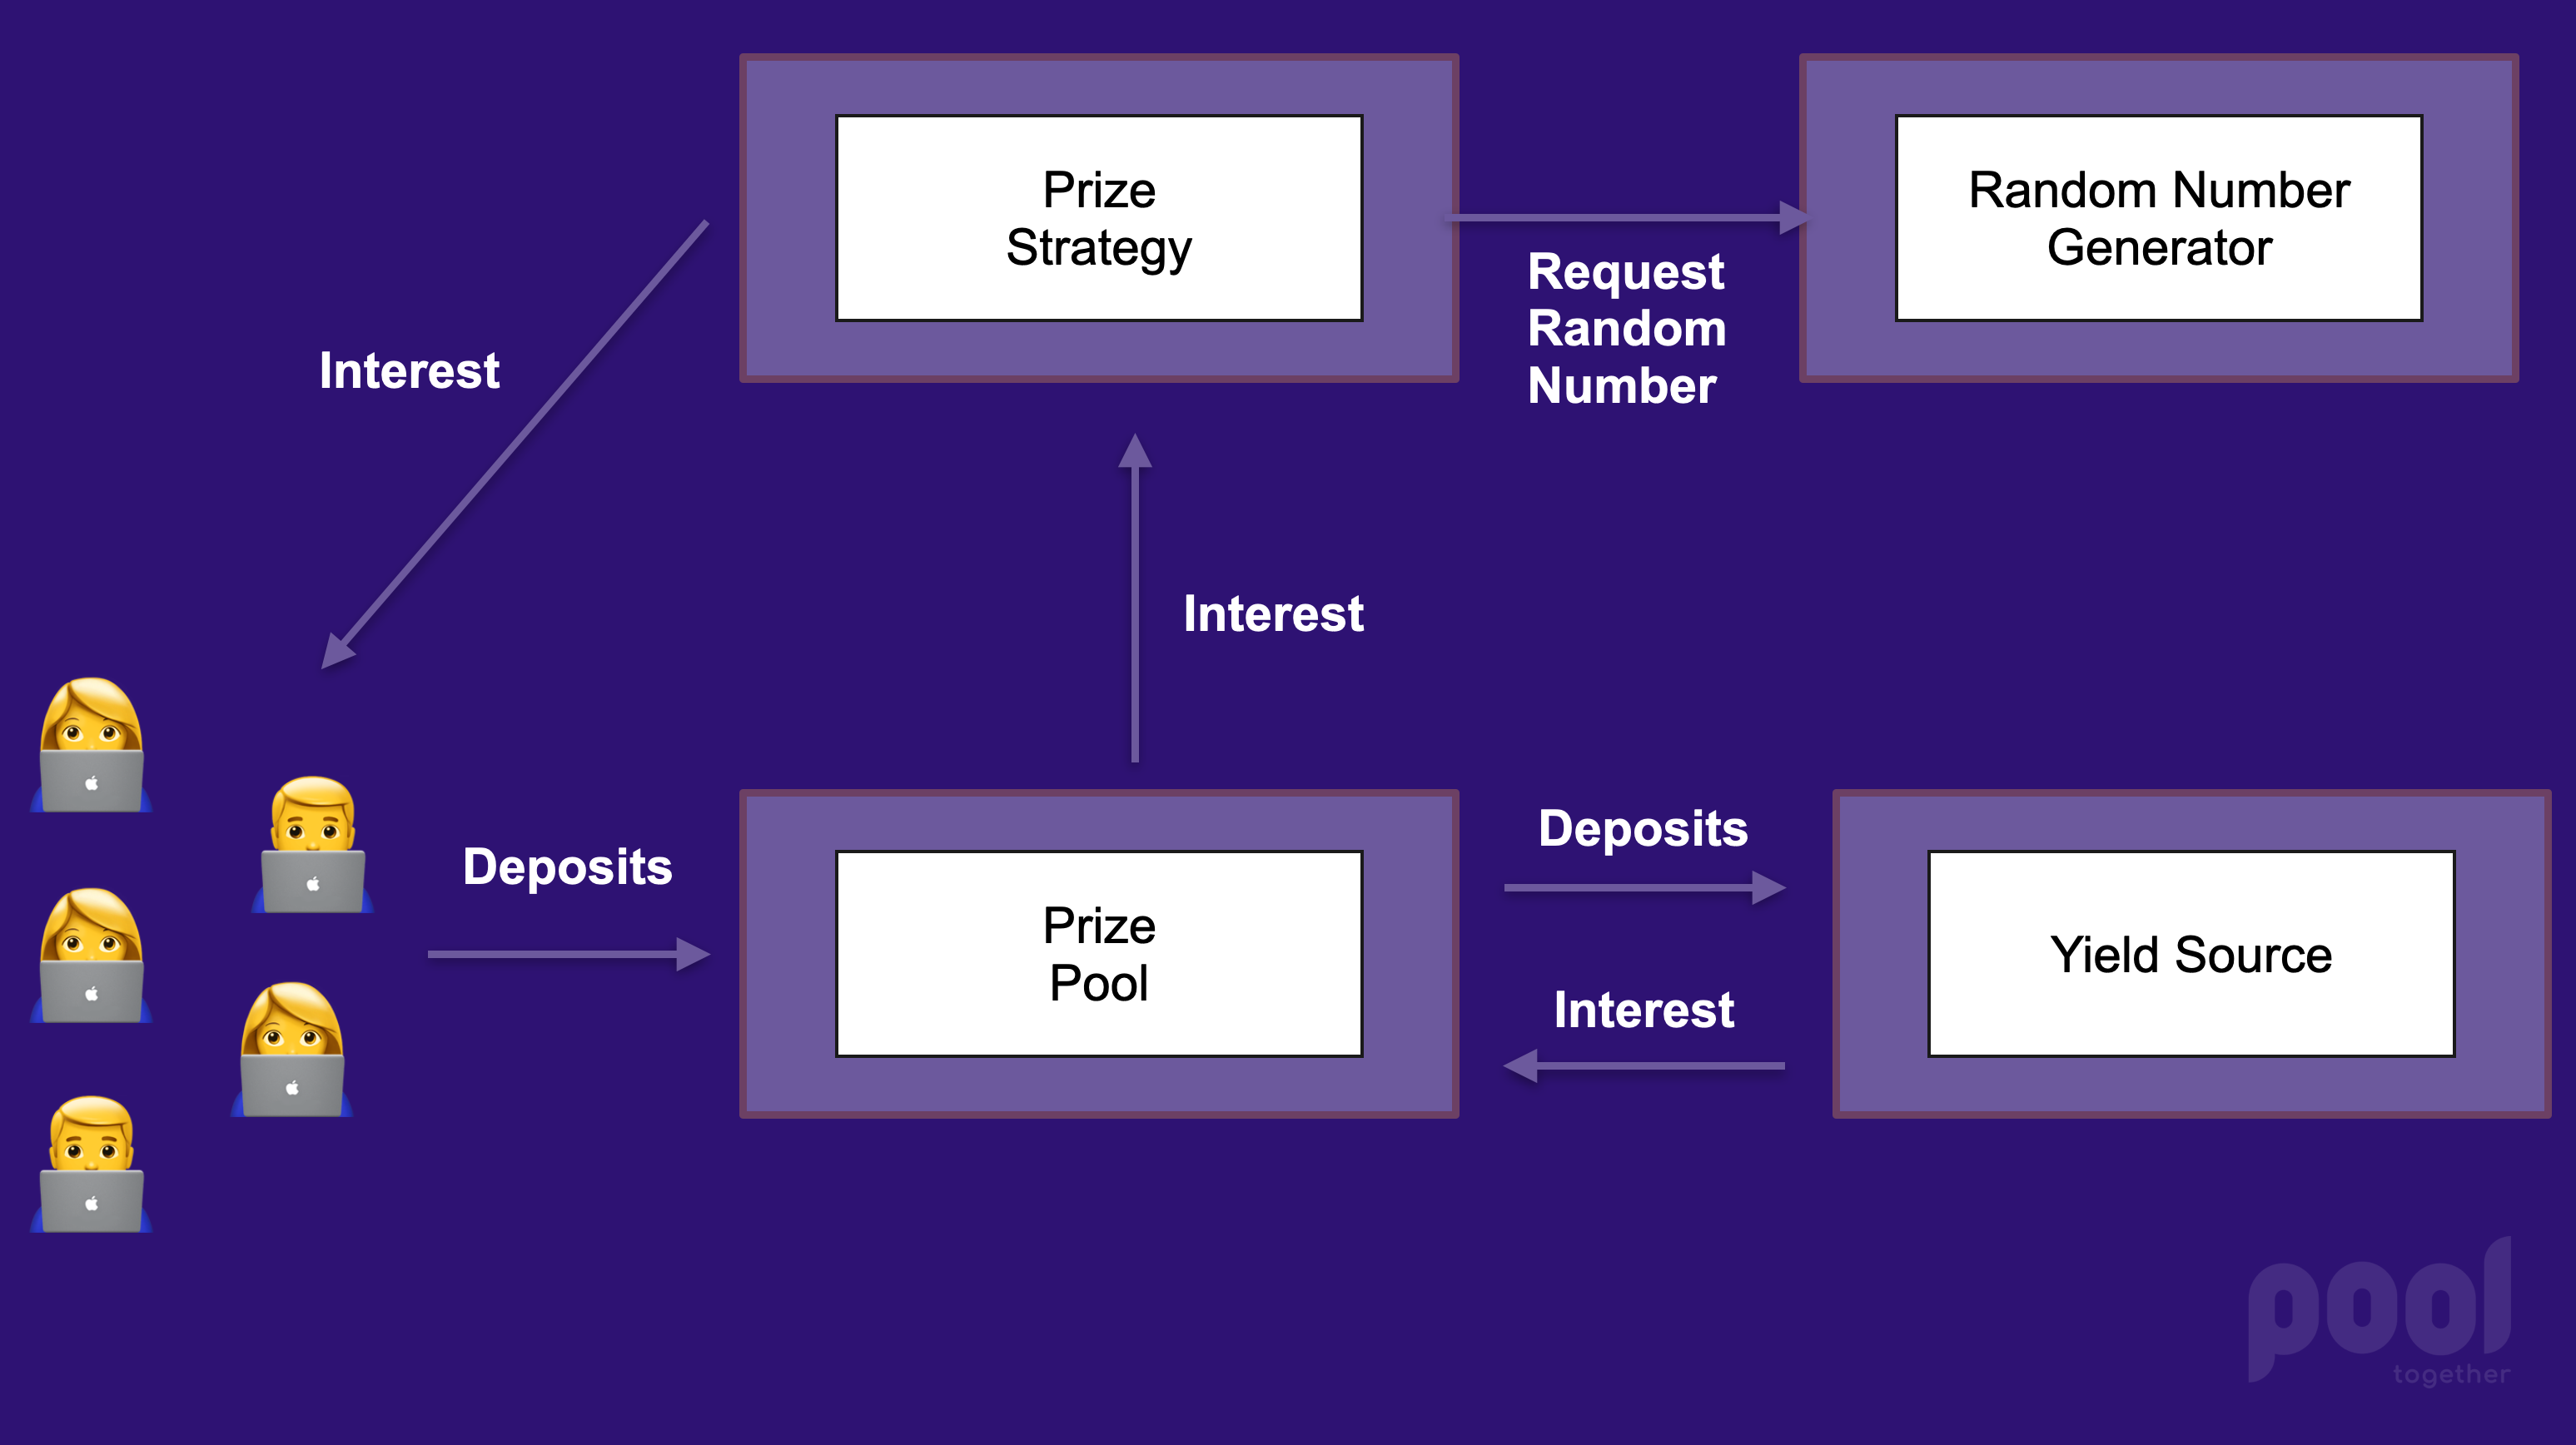 Prize
Strategy
Random Number
Generator
Request
Random
Number
Interest
Interest
Deposits
Prize
Pool
Deposits
Interest
Yield Source
pool
together